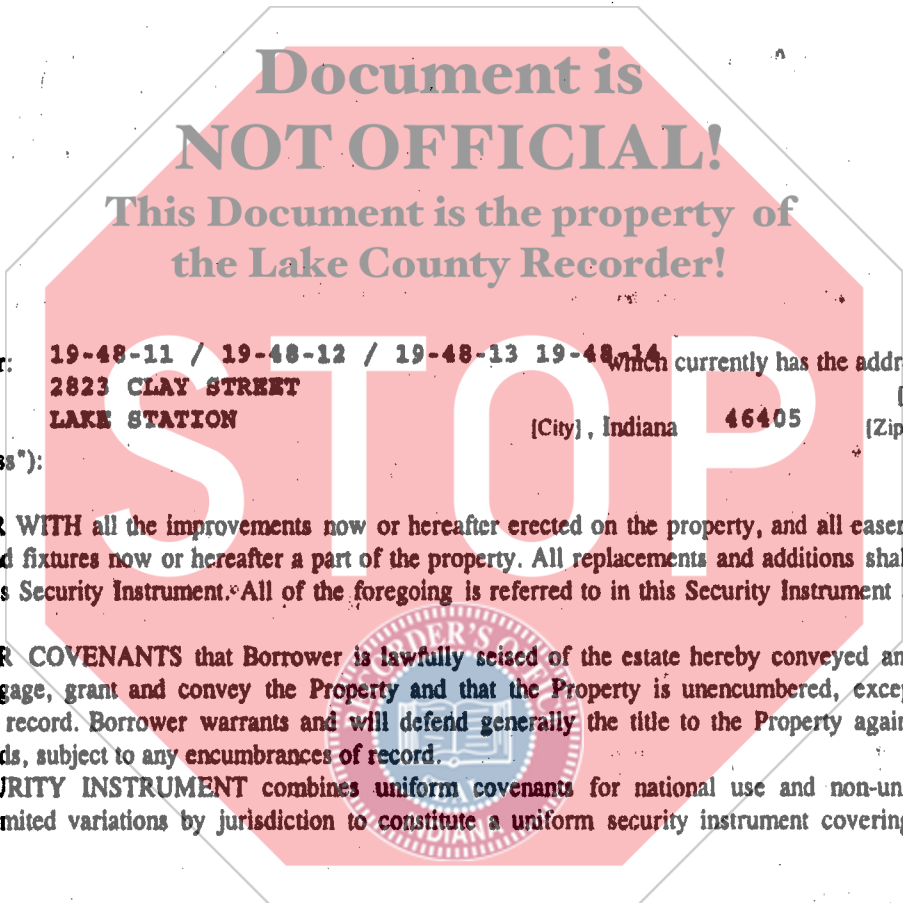 Document is
NOT OFFICIAL!
This Document is the property of
the Lake County Recorder!
r: 19-48-11 / 19-48-12 / 19-48-13 19-48-14 which currently has the addr
2823 CLAY STREET [
LAKE STATION [City] , Indiana 46405 [Zip
ss"):
STOP
R WITH all the improvements now or hereafter erected on the property, and all easer
d fixtures now or hereafter a part of the property. All replacements and additions shal
s Security Instrument. All of the foregoing is referred to in this Security Instrument
RECORDER'S OF
R COVENANTS that Borrower is lawfully seised of the estate hereby conveyed an
gage, grant and convey the Property and that the Property is unencumbered, excep
record. Borrower warrants and will defend generally the title to the Property again
ds, subject to any encumbrances of record.
URITY INSTRUMENT combines uniform covenants for national use and non-un
mited variations by jurisdiction to constitute a uniform security instrument covering
INDIANA